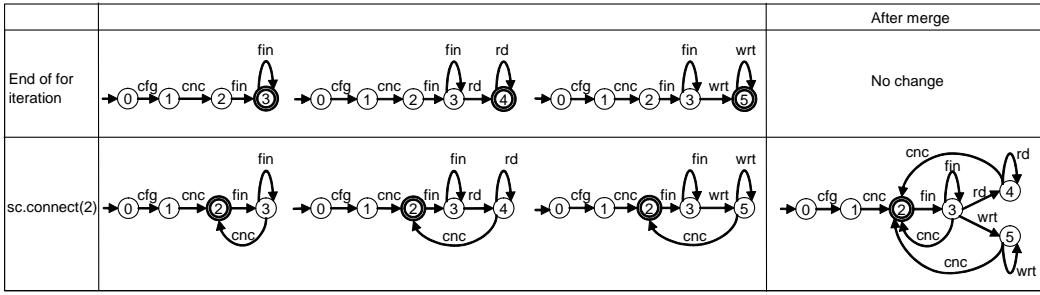 After merge
End of for iteration
fin
0 cfg 1 cnc 2 fin 3
fin rd
0 cfg 1 cnc 2 fin 3 rd 4
fin wrt
0 cfg 1 cnc 2 fin 3 wrt 5
No change
sc.connect(2)
fin
0 cfg 1 cnc 2 fin 3
cnc
fin rd
0 cfg 1 cnc 2 fin 3 rd 4
cnc
fin wrt
0 cfg 1 cnc 2 fin 3 wrt 5
cnc
cnc rd
fin
4
0 cfg 1 cnc 2 fin 3 rd
wrt
cnc 5
cnc wrt